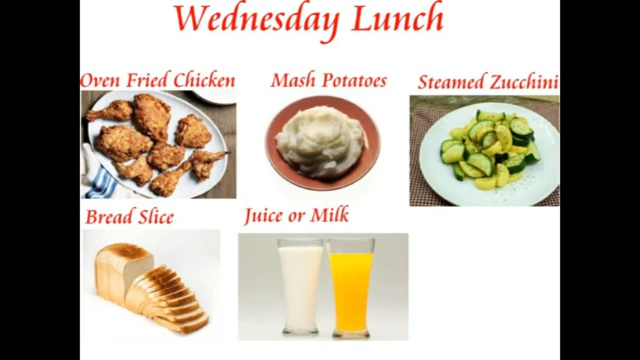 Wednesday Lunch
Oven Fried Chicken
Mash Potatoes
Steamed Zucchini
Bread Slice
Juice or Milk